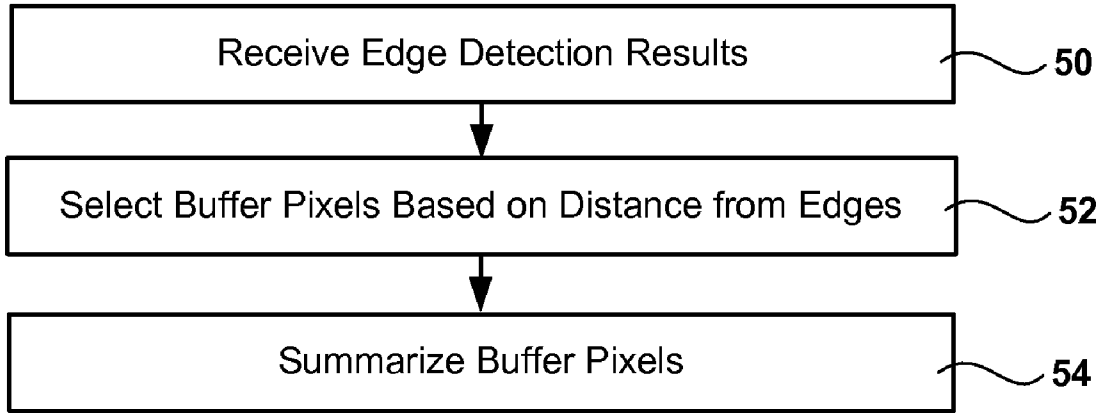 Receive Edge Detection Results
50
Select Buffer Pixels Based on Distance from Edges
52
Summarize Buffer Pixels
54